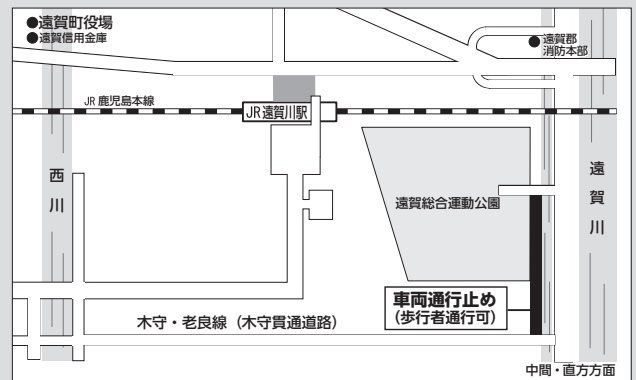 ●遠賀町役場
●遠賀信用金庫
●遠賀郡
消防本部
JR 鹿児島本線
JR遠賀川駅
西川
遠賀総合運動公園
遠賀川
車両通行止め
(歩行者通行可)
木守・老良線(木守貫通道路)
中間・直方方面